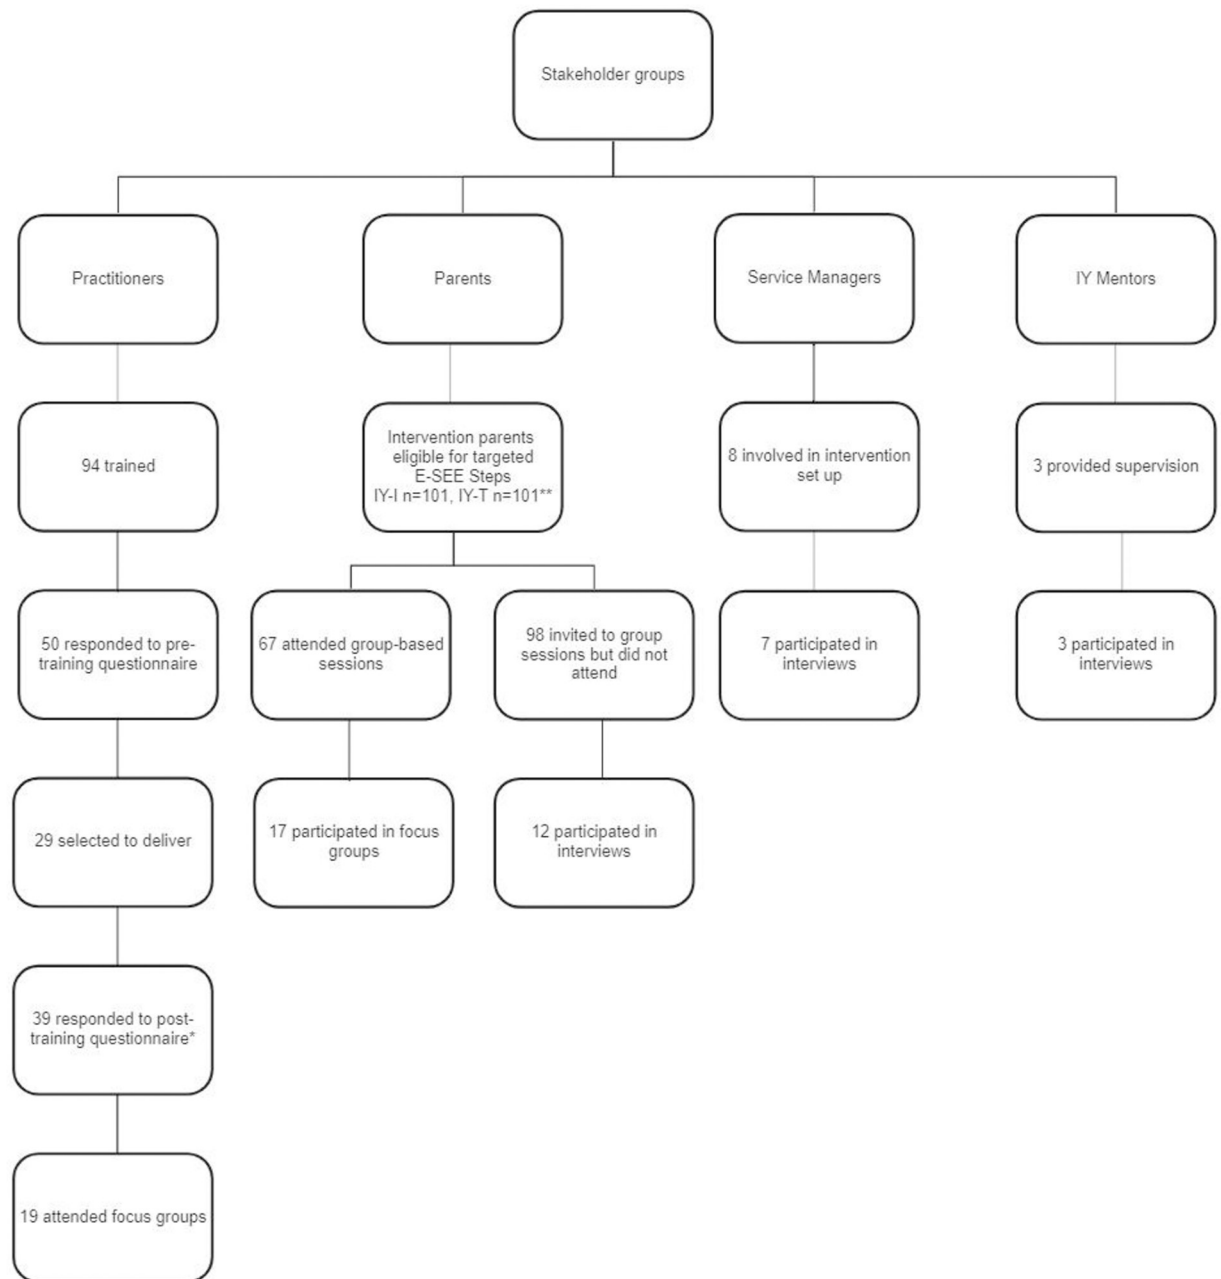 Stakeholder groups
Practitioners
Parents
Service Managers
IY Mentors
94 trained
Intervention parents
eligible for targeted
E-SEE Steps
IY-I n=101, IY-T n=101**
8 involved in intervention
set up
3 provided supervision
50 responded to pre-
training questionnaire
67 attended group-based
sessions
98 invited to group
sessions but did not
attend
7 participated in
interviews
3 participated in
interviews
29 selected to deliver
17 participated in focus
groups
12 participated in
interviews
39 responded to post-
training questionnaire*
19 attended focus groups